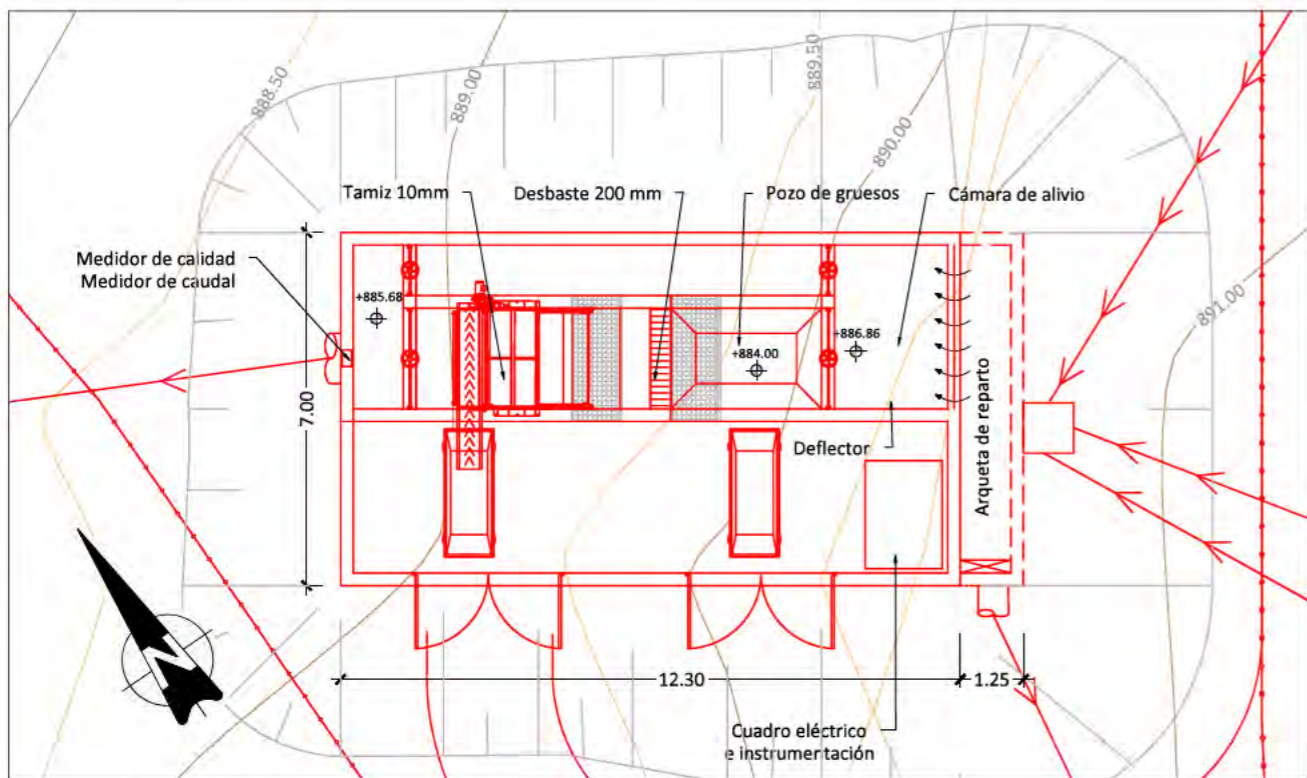 888.50
889.00
889.50
890.00
891.00
Tamiz 10mm
Desbaste 200 mm
Pozo de gruesos
Cámara de alivio
Medidor de calidad
Medidor de caudal
+885.68
+884.00
+886.86
7.00
Deflector
Arqueta de reparto
N
12.30
1.25
Cuadro eléctrico
e instrumentación